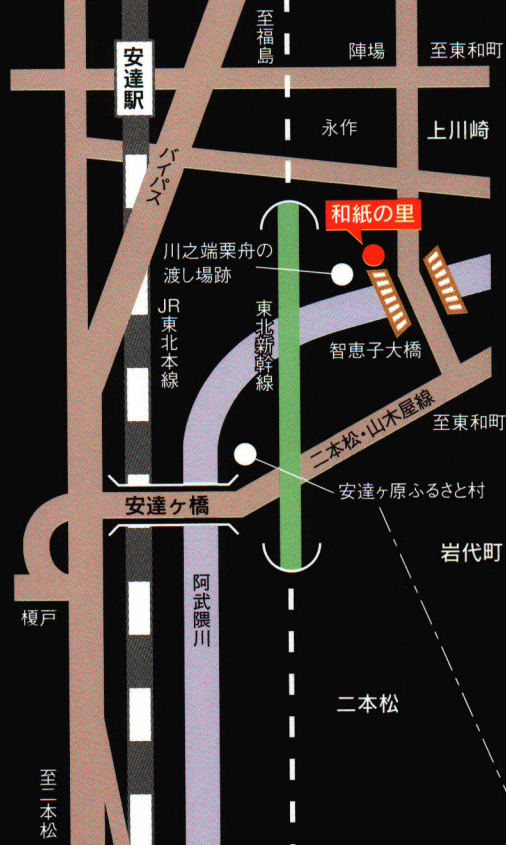 至福島
陣場
至東和町
安達駅
永作
上川崎
バイパス
和紙の里
川之端栗舟の
渡し場跡
JR東北本線
東北新幹線
智恵子大橋
二本松・山木屋線
至東和町
安達ヶ原ふるさと村
安達ヶ橋
岩代町
阿武隈川
榎戸
二本松
至二本松